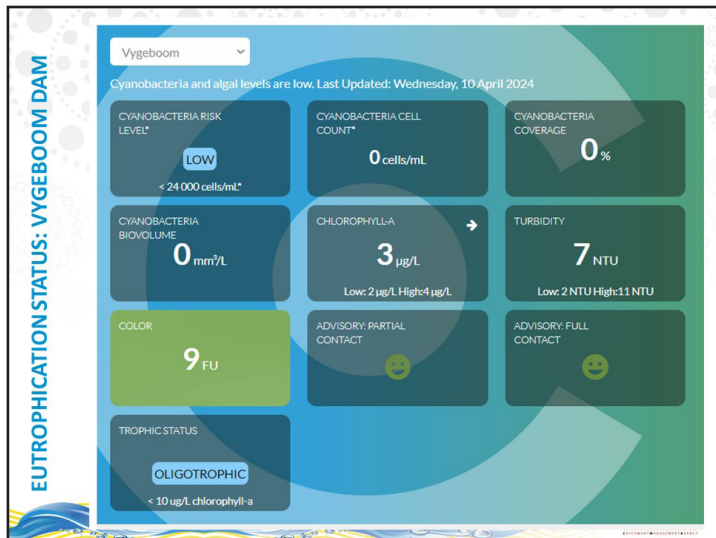 EUTROPHICATION STATUS: VYGEBOOM DAM
Vygeboom
Cyanobacteria and algal levels are low. Last Updated: Wednesday, 10 April 2024
CYANOBACTERIA RISK
LEVEL*
LOW
< 24 000 cells/mL*
CYANOBACTERIA CELL
COUNT*
0 cells/mL
CYANOBACTERIA
COVERAGE
0 %
CYANOBACTERIA
BIOVOLUME
0 mm³/L
CHLOROPHYLL-A
3 µg/L
Low: 2 µg/L High:4 µg/L
TURBIDITY
7 NTU
Low: 2 NTU High:11 NTU
COLOR
9 FU
ADVISORY: PARTIAL
CONTACT
ADVISORY: FULL
CONTACT
TROPHIC STATUS
OLIGOTROPHIC
< 10 ug/L chlorophyll-a
CATCHMENT MANAGEMENT AGENCY